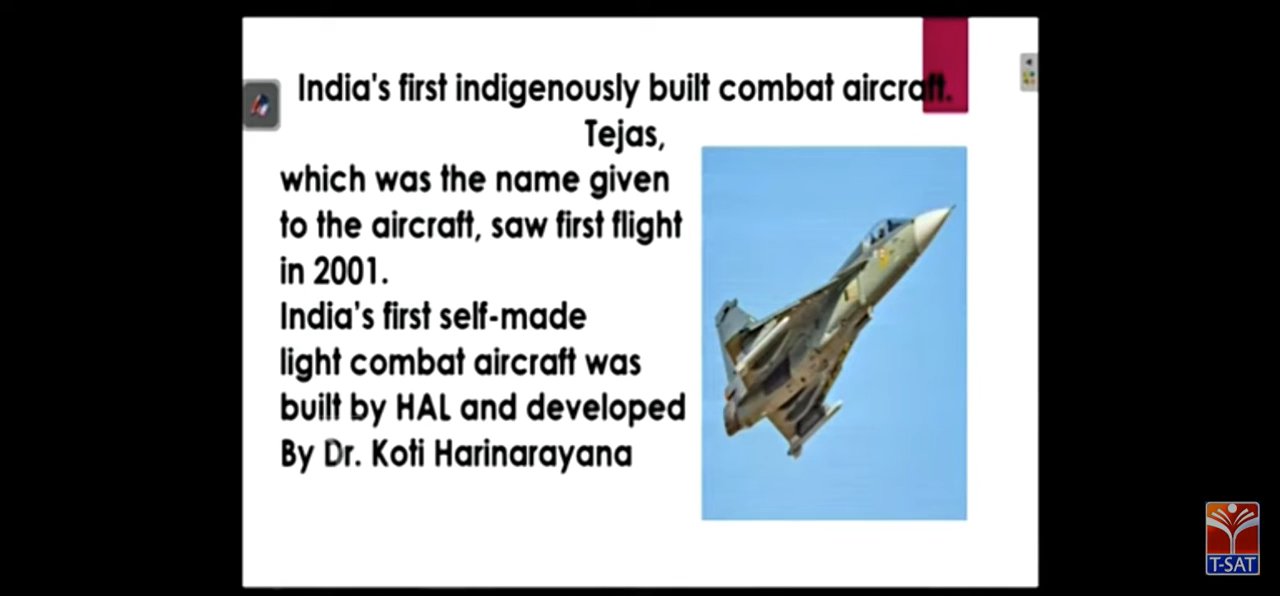 India's first indigenously built combat aircraft.
Tejas,
which was the name given
to the aircraft, saw first flight
in 2001.
India's first self-made
light combat aircraft was
built by HAL and developed
By Dr. Koti Harinarayana
T-SAT